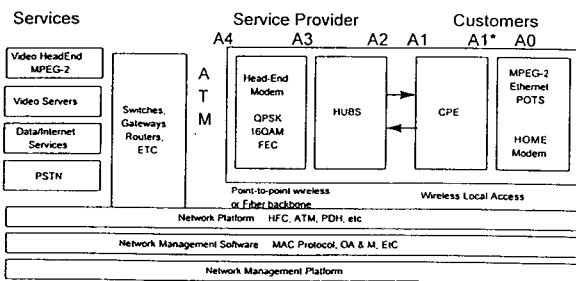 Services
Service Provider
Customers
A4
A3
A2
A1
A1*
A0
Video HeadEnd
MPEG-2
Video Servers
Data/Internet
Services
PSTN
Switches,
Gateways
Routers,
ETC
A
T
M
Head-End
Modem
QPSK
16QAM
FEC
HUBS
CPE
MPEG-2
Ethernet
POTS
HOME
Modem
Point-to-point wireless
or Fiber backbone
Wireless Local Access
Network Platform HFC, ATM, PDH, etc
Network Management Software MAC Protocol, OA & M, EtC
Network Management Platform